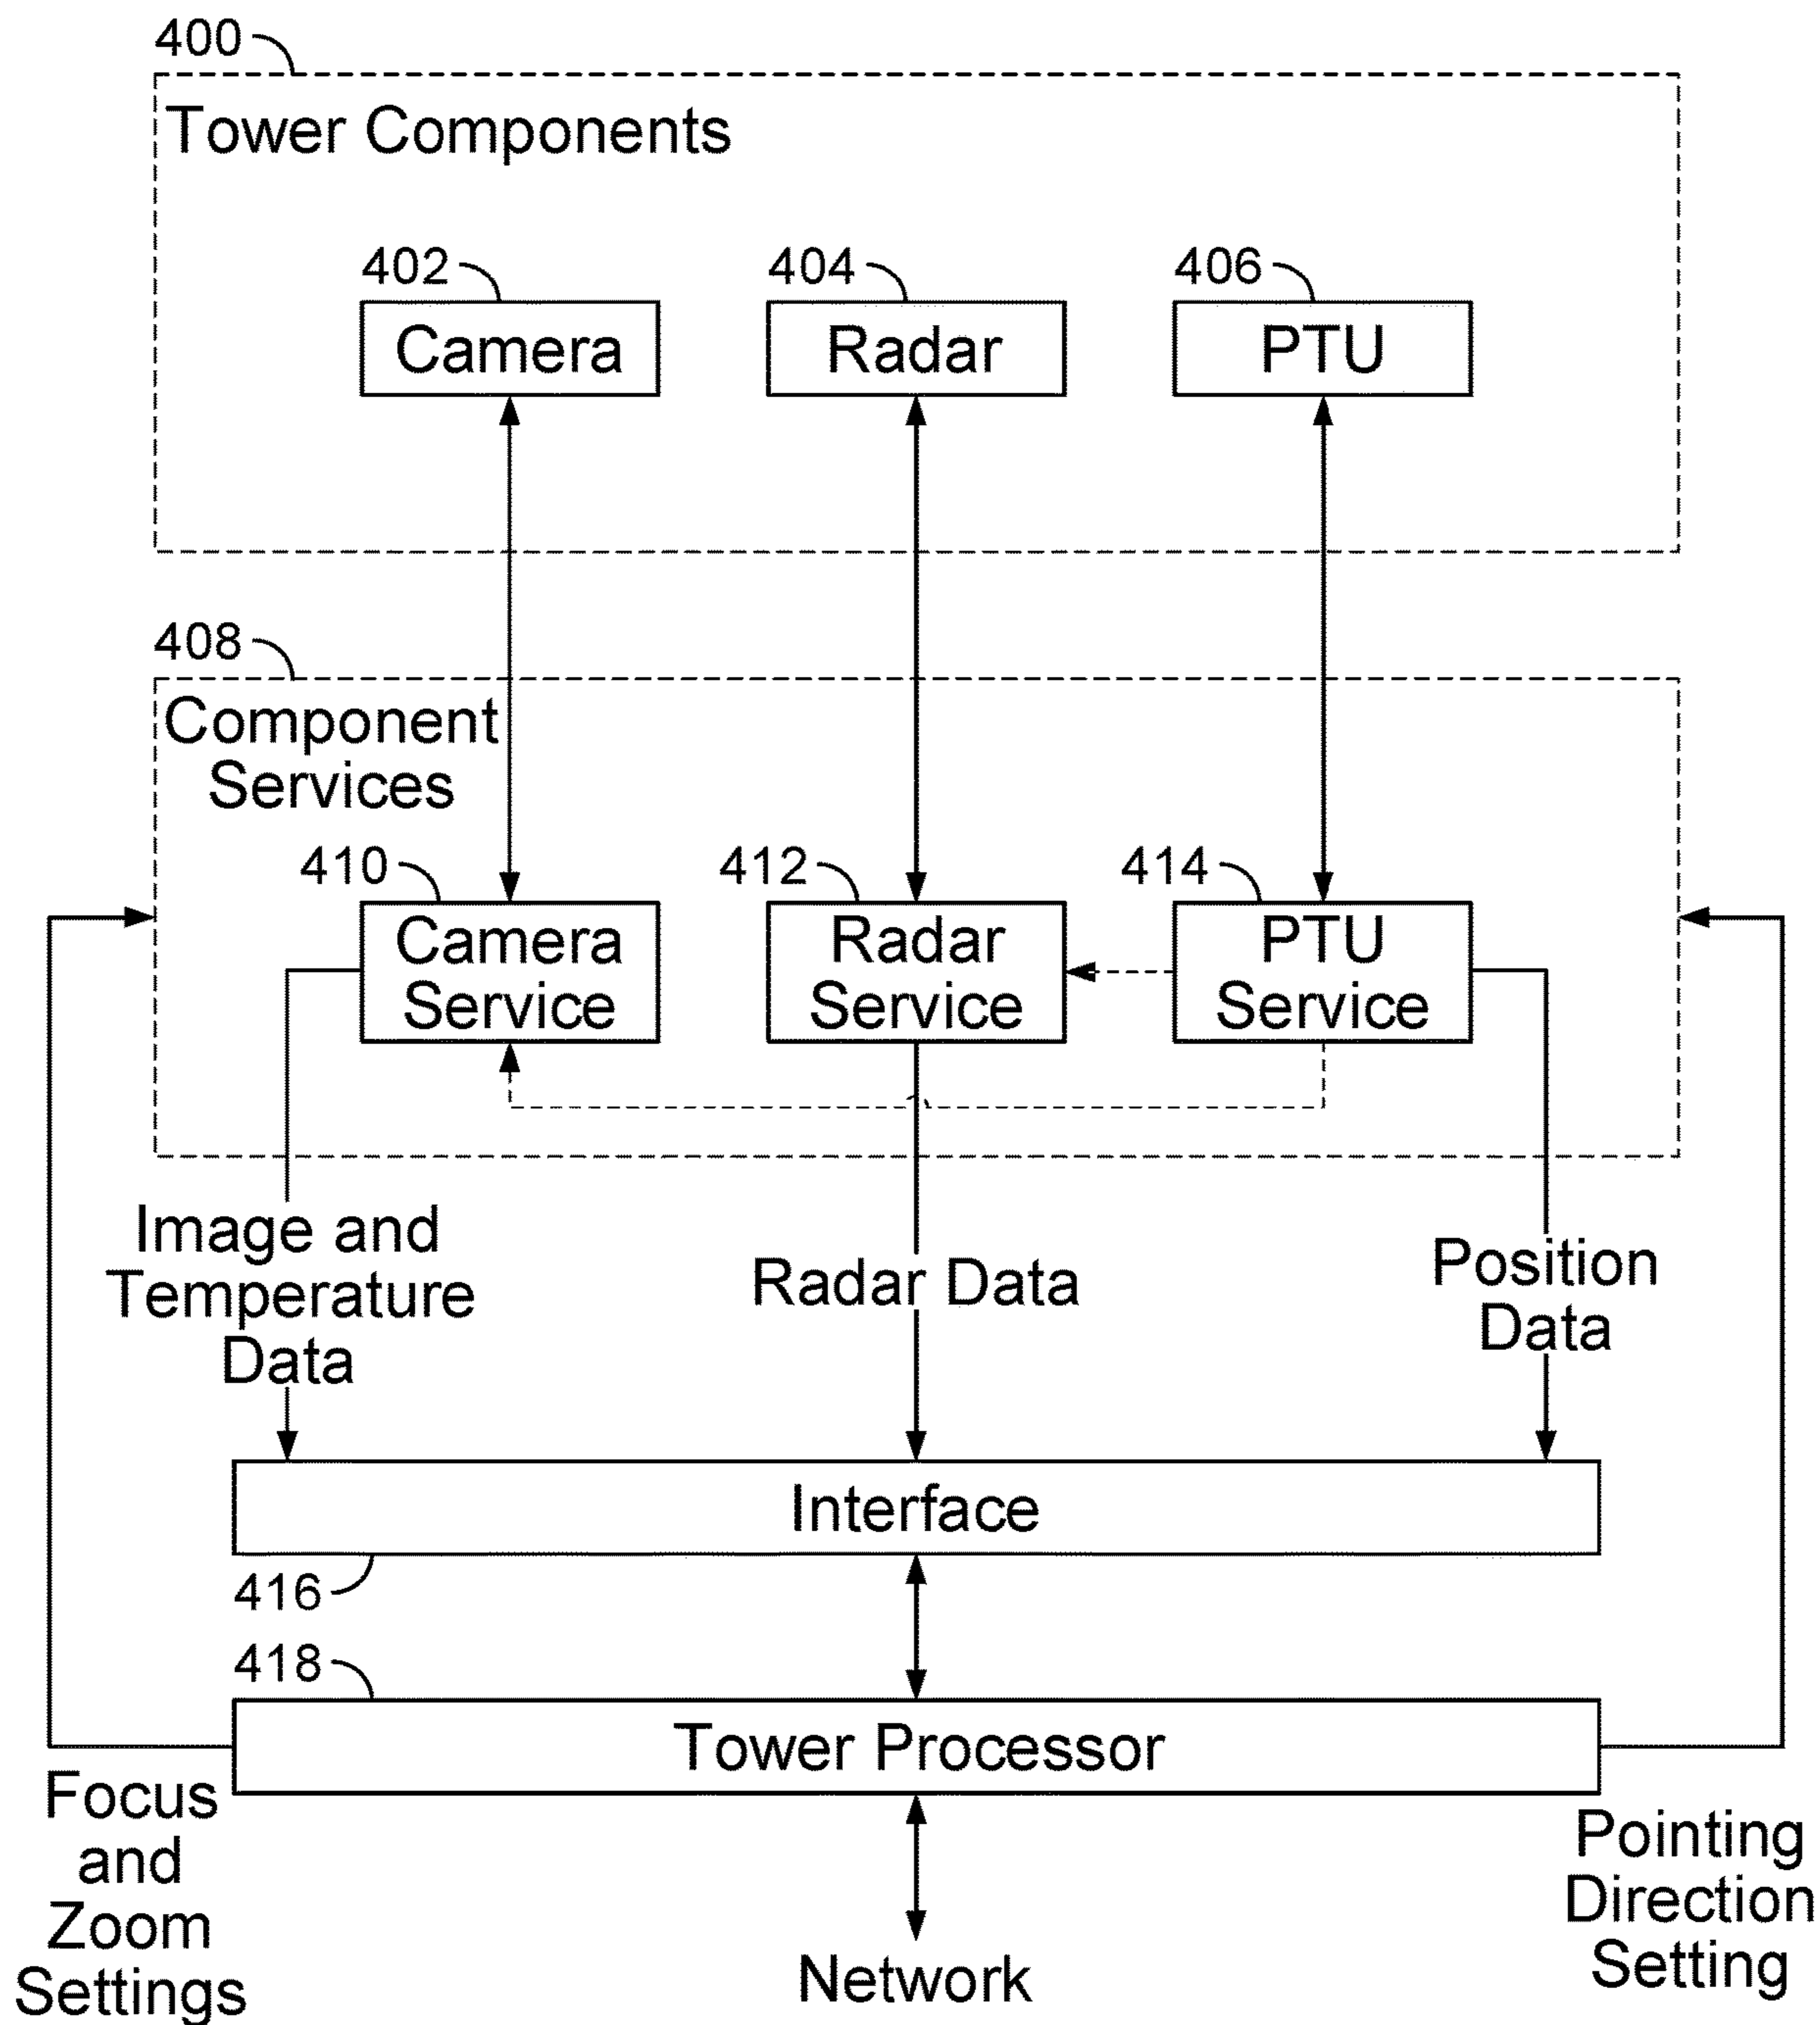 400
Tower Components
402
404
406
Camera
Radar
PTU
408
Component
Services
410
412
414
Camera
Service
Radar
Service
PTU
Service
Image and
Temperature
Data
Radar Data
Position
Data
Interface
416
418
Tower Processor
Focus
and
Zoom
Settings
Network
Pointing
Direction
Setting